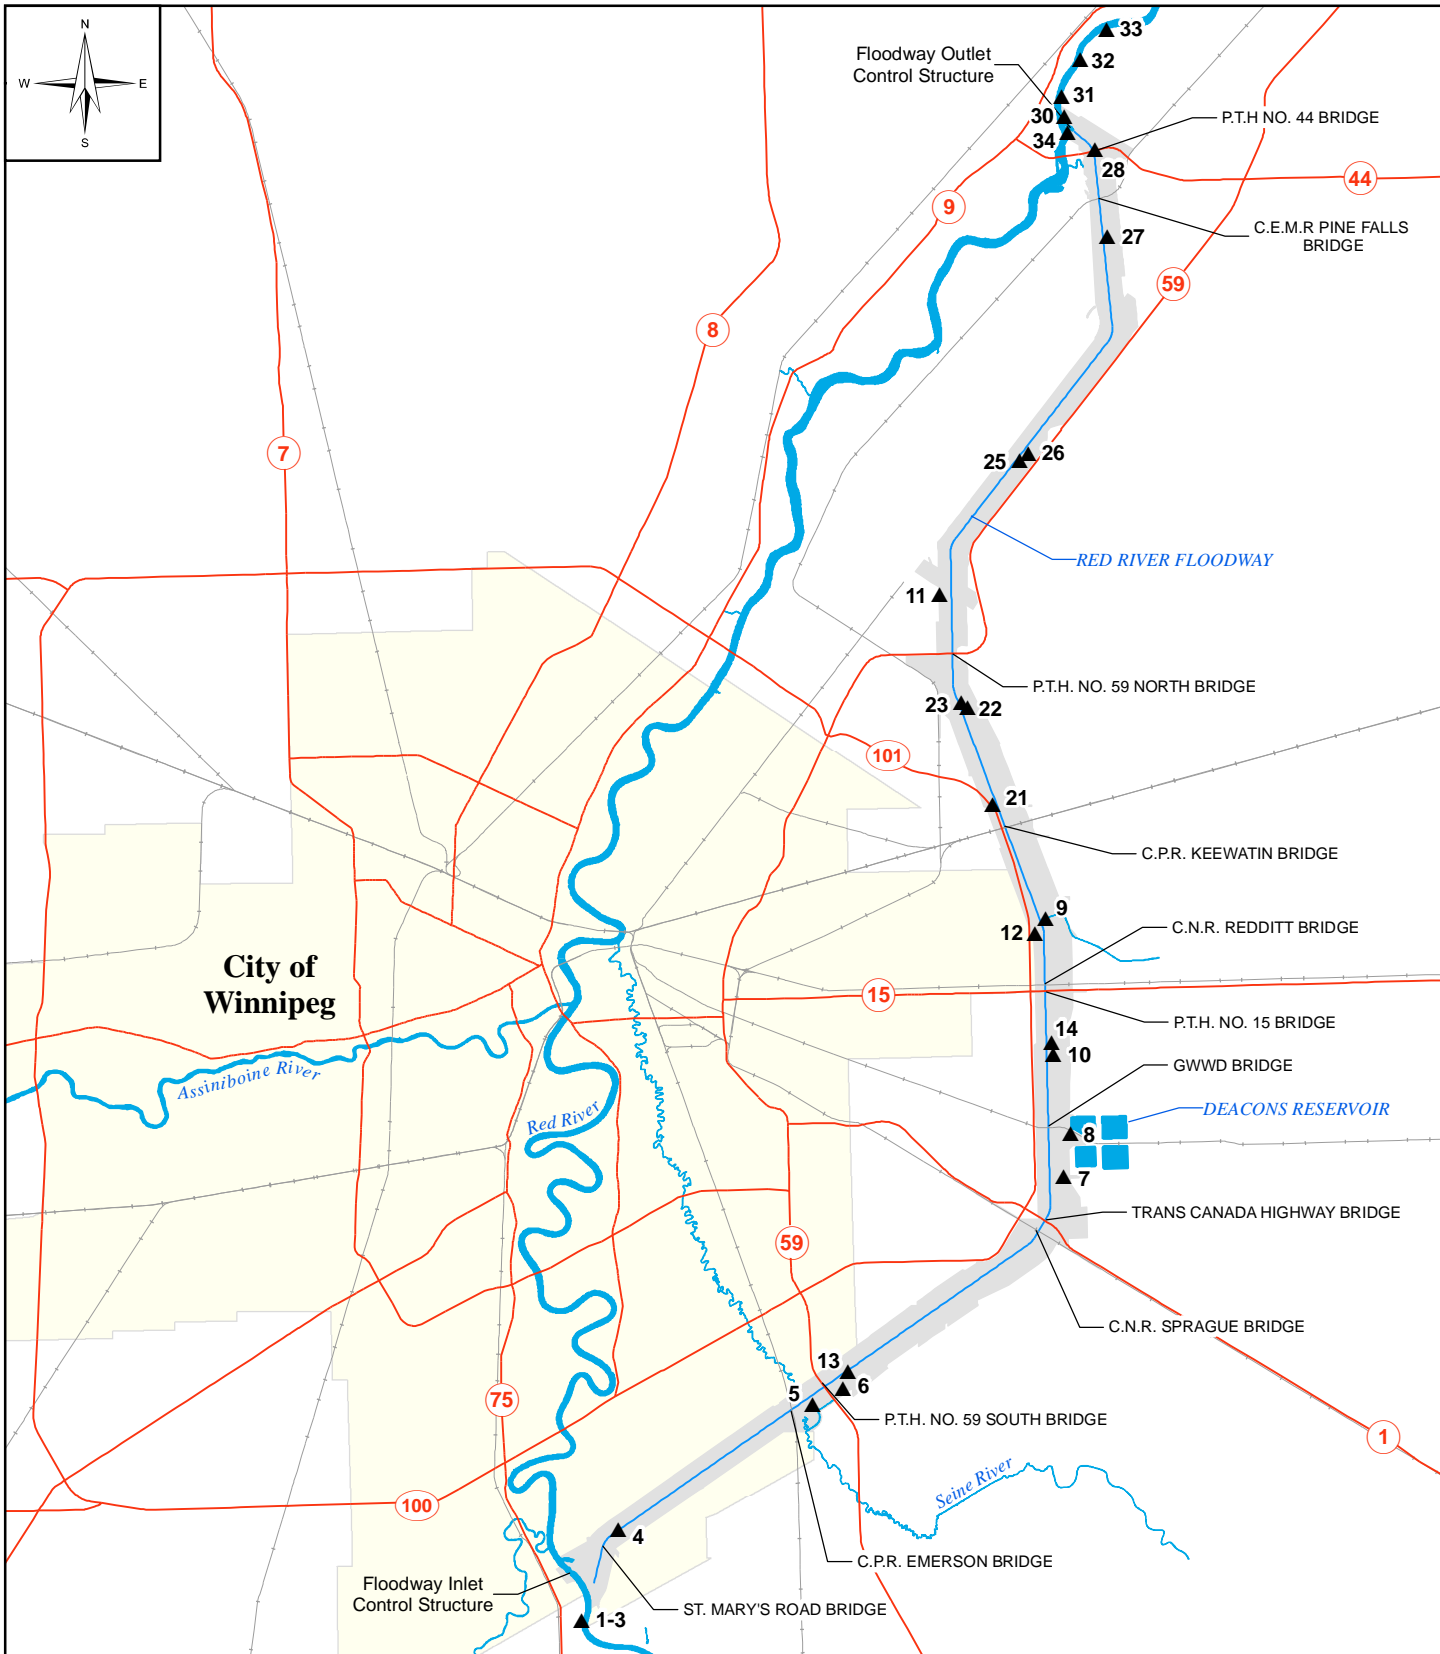 N
W E
S
33
32
31
30
34
Floodway Outlet
Control Structure
P.T.H NO. 44 BRIDGE
28
44
9
C.E.M.R PINE FALLS
BRIDGE
27
59
8
7
25
26
RED RIVER FLOODWAY
11
P.T.H. NO. 59 NORTH BRIDGE
23
22
101
21
C.P.R. KEEWATIN BRIDGE
9
12
C.N.R. REDDITT BRIDGE
City of
Winnipeg
15
P.T.H. NO. 15 BRIDGE
14
10
GWWD BRIDGE
Assiniboine River
Red River
DEACONS RESERVOIR
8
7
TRANS CANADA HIGHWAY BRIDGE
59
C.N.R. SPRAGUE BRIDGE
13
6
5
75
P.T.H. NO. 59 SOUTH BRIDGE
1
Seine River
100
4
C.P.R. EMERSON BRIDGE
Floodway Inlet
Control Structure
ST. MARY'S ROAD BRIDGE
1-3